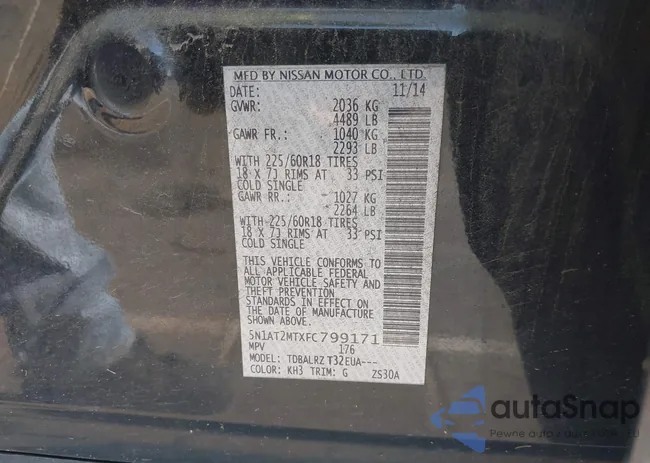 MFD BY NISSAN MOTOR CO., LTD.
DATE: 11/14
GVWR: 2036 KG
4489 LB
GAWR FR.: 1040 KG
2293 LB
WITH 225/60R18 TIRES
18 X 7J RIMS AT 33 PSI
COLD SINGLE
GAWR RR.: 1027 KG
2264 LB
WITH 225/60R18 TIRES
18 X 7J RIMS AT 33 PSI
COLD SINGLE
THIS VEHICLE CONFORMS TO
ALL APPLICABLE FEDERAL
MOTOR VEHICLE SAFETY AND
THEFT PREVENTION
STANDARDS IN EFFECT ON
THE DATE OF MANUFACTURE
SHOWN ABOVE.
5N1AT2MTXFC799171
MPV 176
MODEL: TDBALRZ T32EUA---
COLOR: KH3 TRIM: G ZS30A
autoSnap
Pewne auta